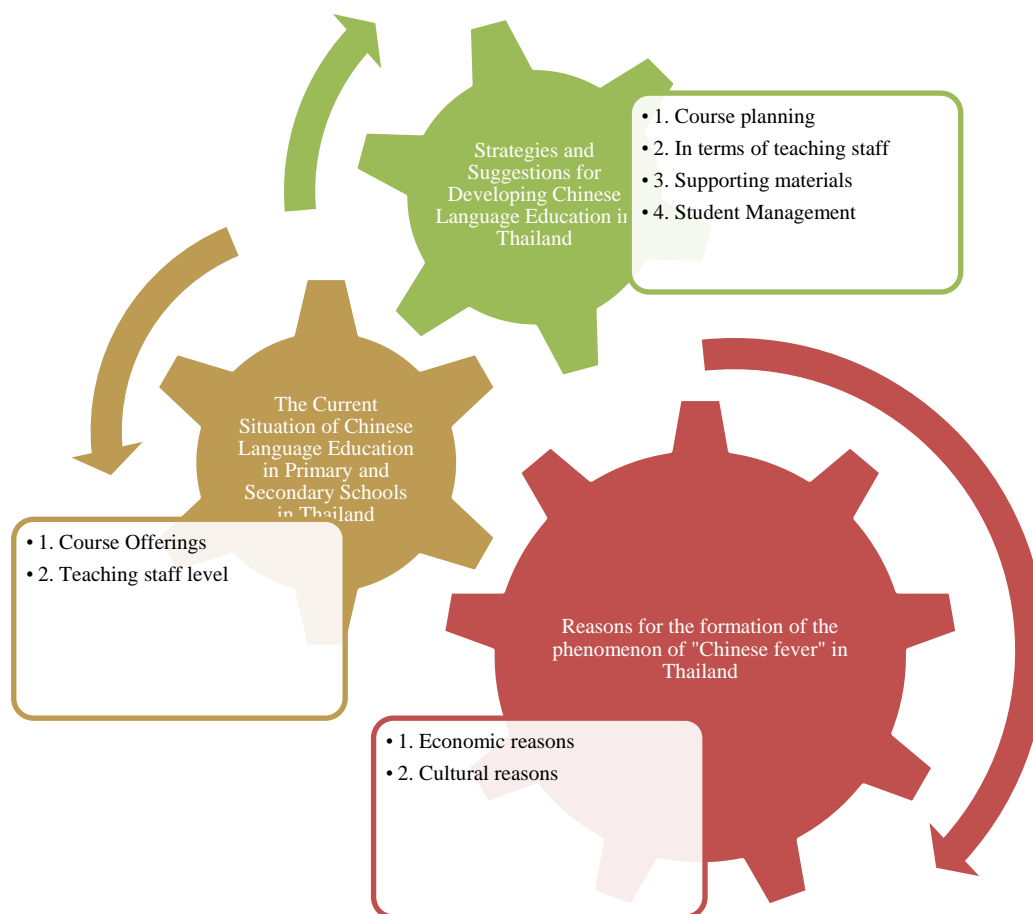 Strategies and
Suggestions for
Developing Chinese
Language Education in
Thailand
• 1. Course planning
• 2. In terms of teaching staff
• 3. Supporting materials
• 4. Student Management
The Current
Situation of Chinese
Language Education
in Primary and
Secondary Schools
in Thailand
• 1. Course Offerings
• 2. Teaching staff level
Reasons for the formation of the
phenomenon of "Chinese fever" in
Thailand
• 1. Economic reasons
• 2. Cultural reasons